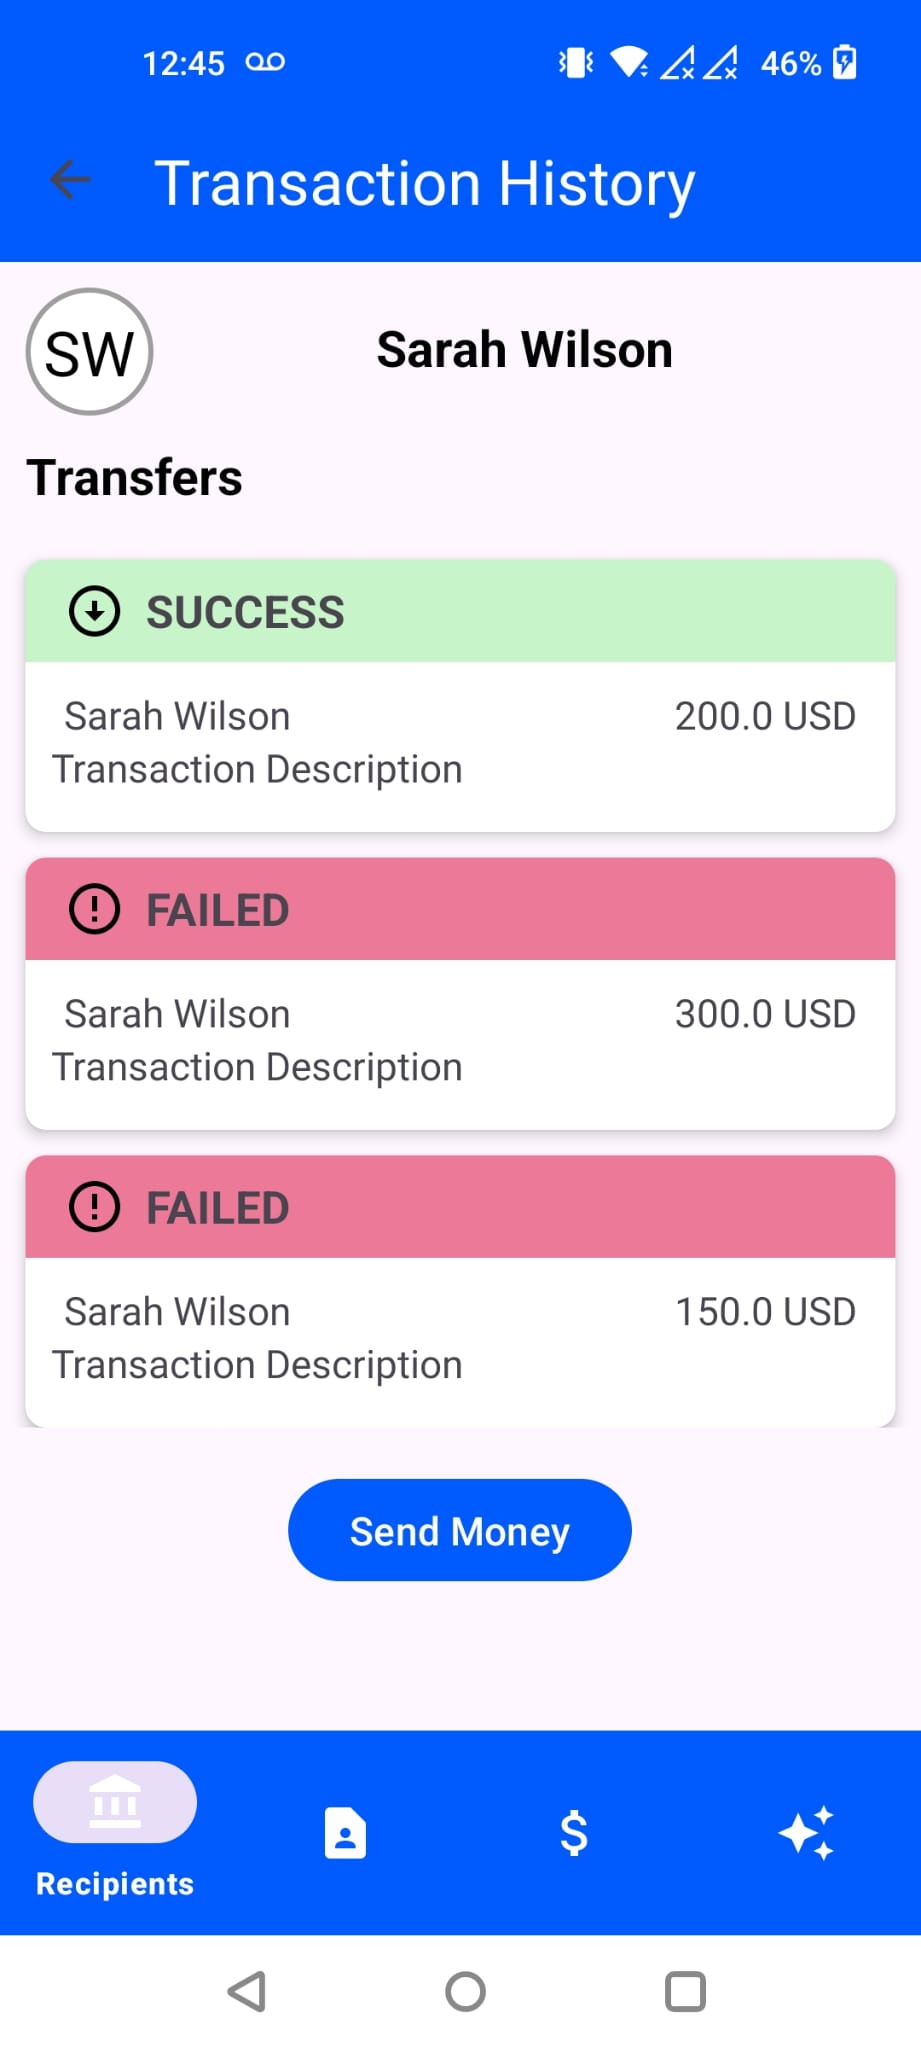 12:45
46%
Transaction History
SW
Sarah Wilson
Transfers
SUCCESS
Sarah Wilson 200.0 USD
Transaction Description
FAILED
Sarah Wilson 300.0 USD
Transaction Description
FAILED
Sarah Wilson 150.0 USD
Transaction Description
Send Money
Recipients